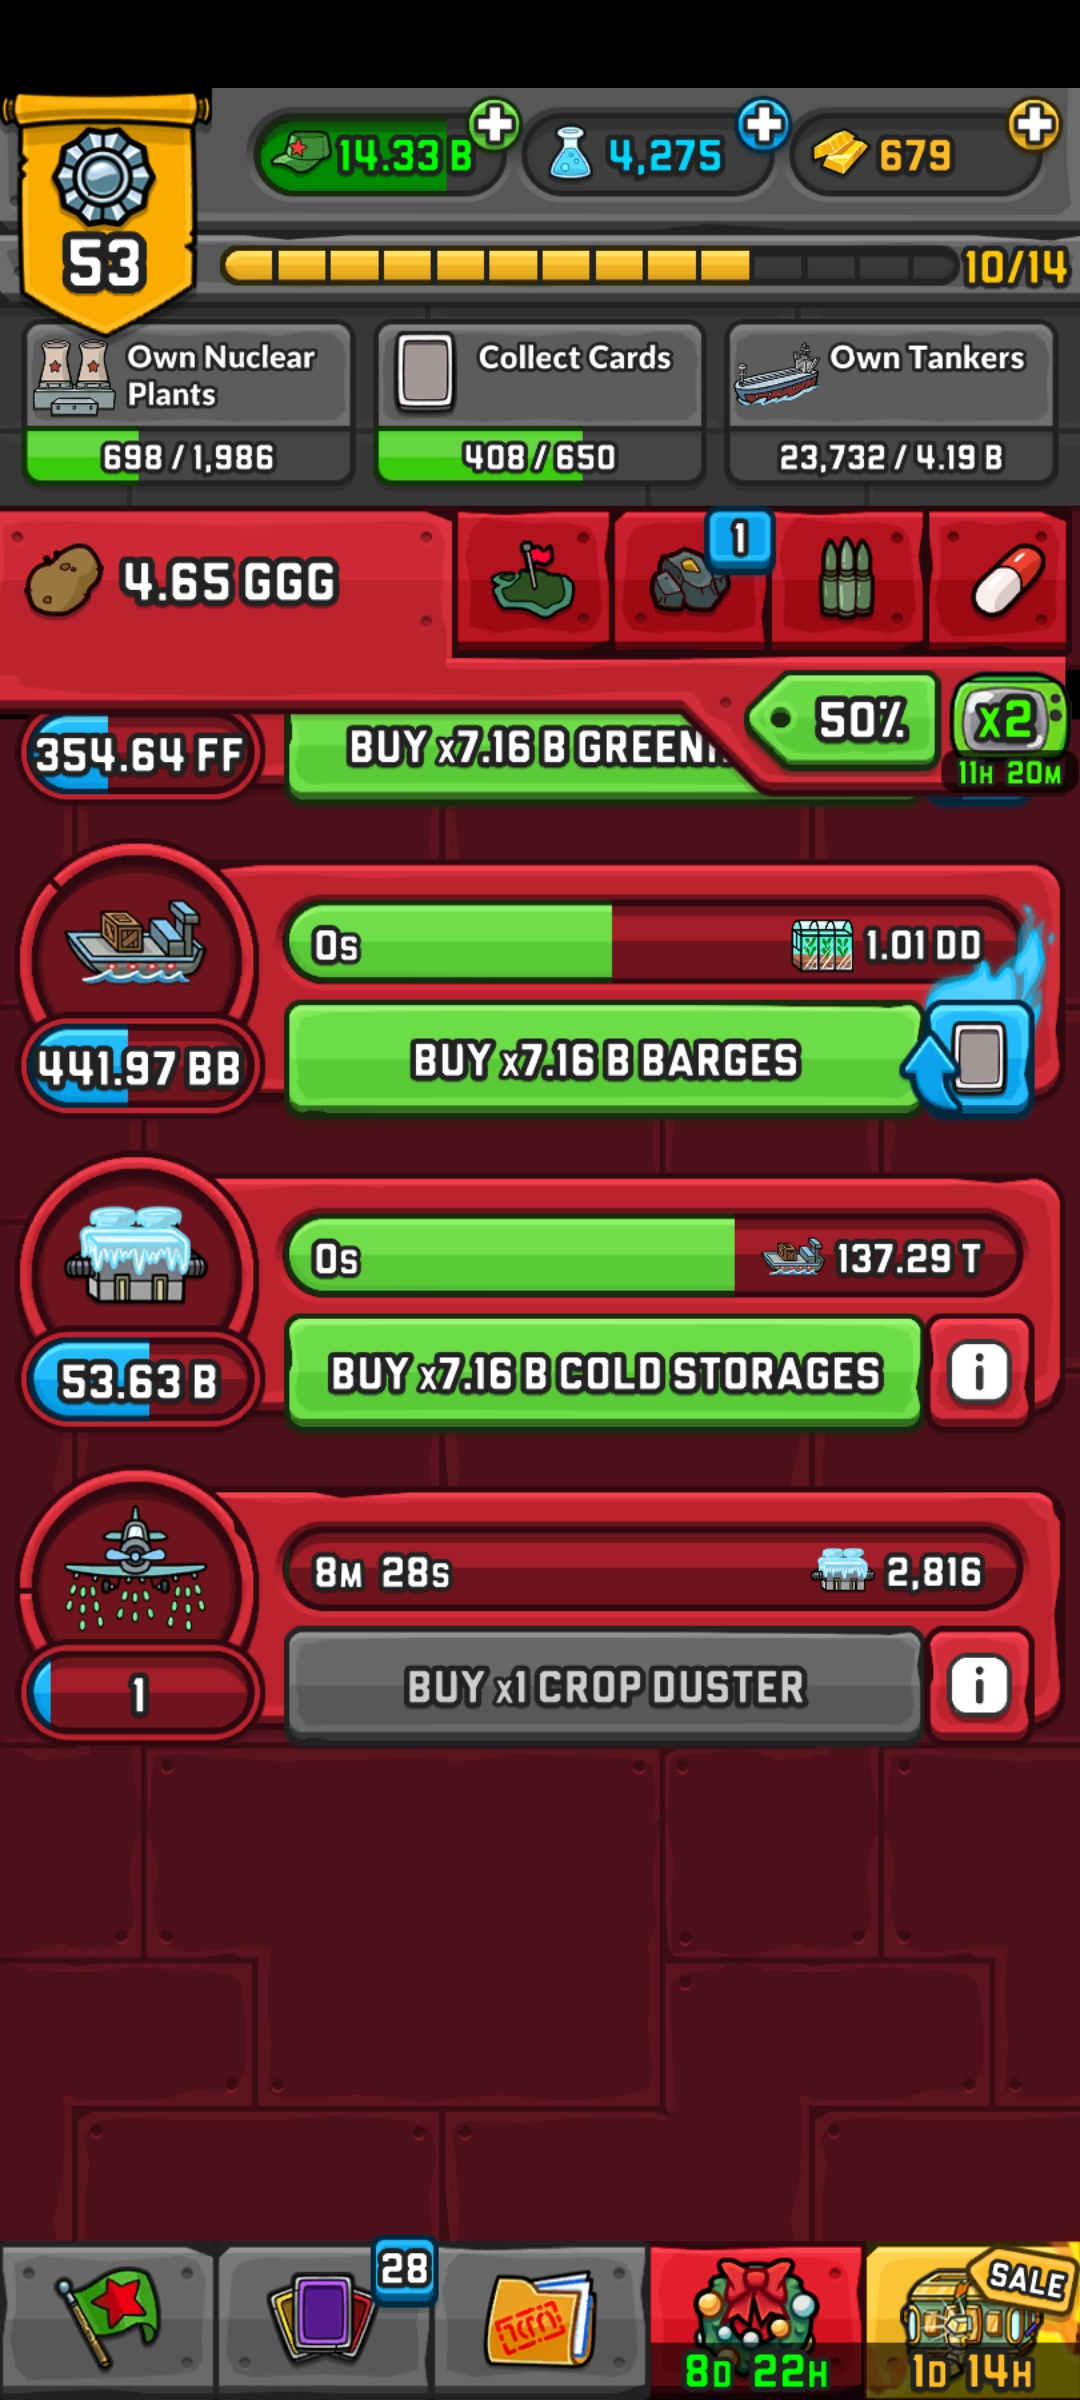 53
14.33 B
4,275
679
10/14
Own Nuclear Plants
698 / 1,986
Collect Cards
408 / 650
Own Tankers
23,732 / 4.19 B
4.65 GGG
1
50%
x2
11H 20M
354.64 FF
BUY x7.16 B
0s
1.01 DD
441.97 BB
BUY x7.16 B BARGES
0s
137.29 T
53.63 B
BUY x7.16 B COLD STORAGES
i
8M 28S
2,816
1
BUY x1 CROP DUSTER
i
28
8D 22H
SALE
1D 14H